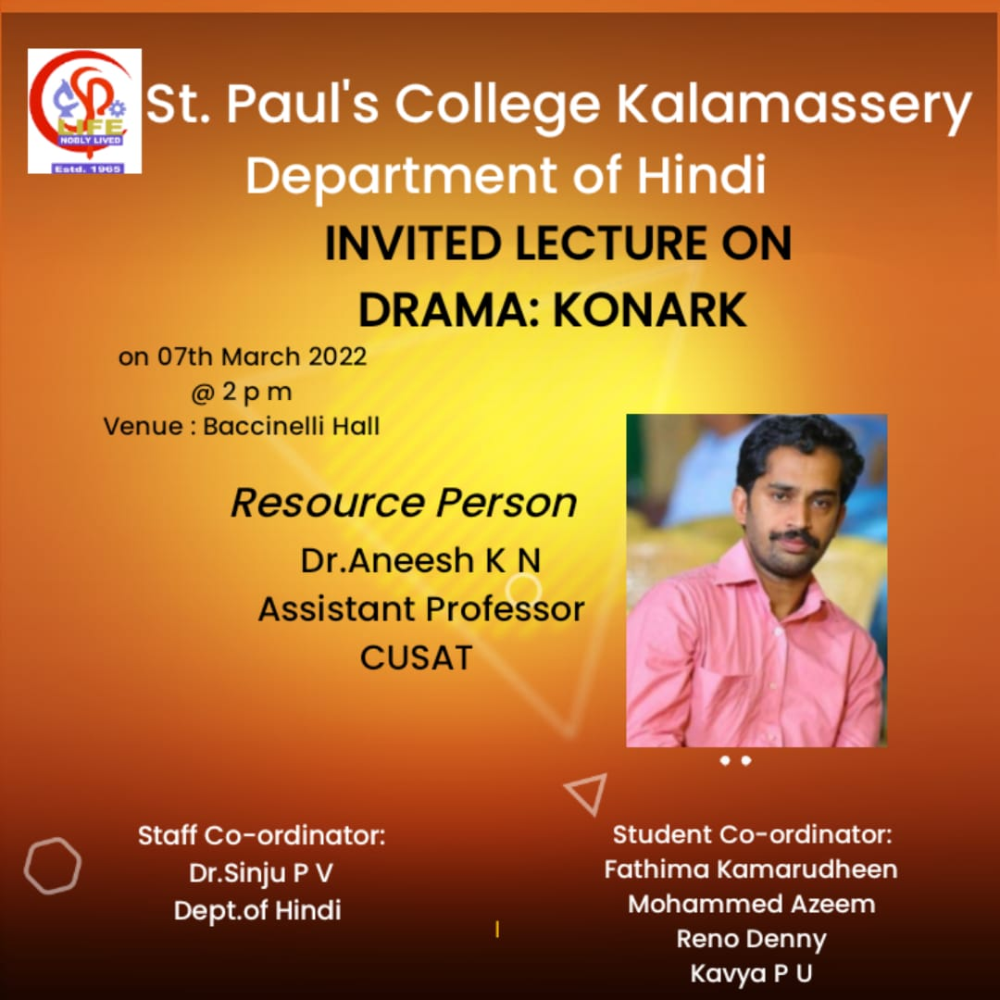 LIFE
NOBLY LIVED
Estd. 1965
St. Paul's College Kalamassery
Department of Hindi
INVITED LECTURE ON
DRAMA: KONARK
on 07th March 2022
@ 2 p m
Venue : Baccinelli Hall
Resource Person
Dr.Aneesh K N
Assistant Professor
CUSAT
Staff Co-ordinator:
Dr.Sinju P V
Dept.of Hindi
Student Co-ordinator:
Fathima Kamarudheen
Mohammed Azeem
Reno Denny
Kavya P U